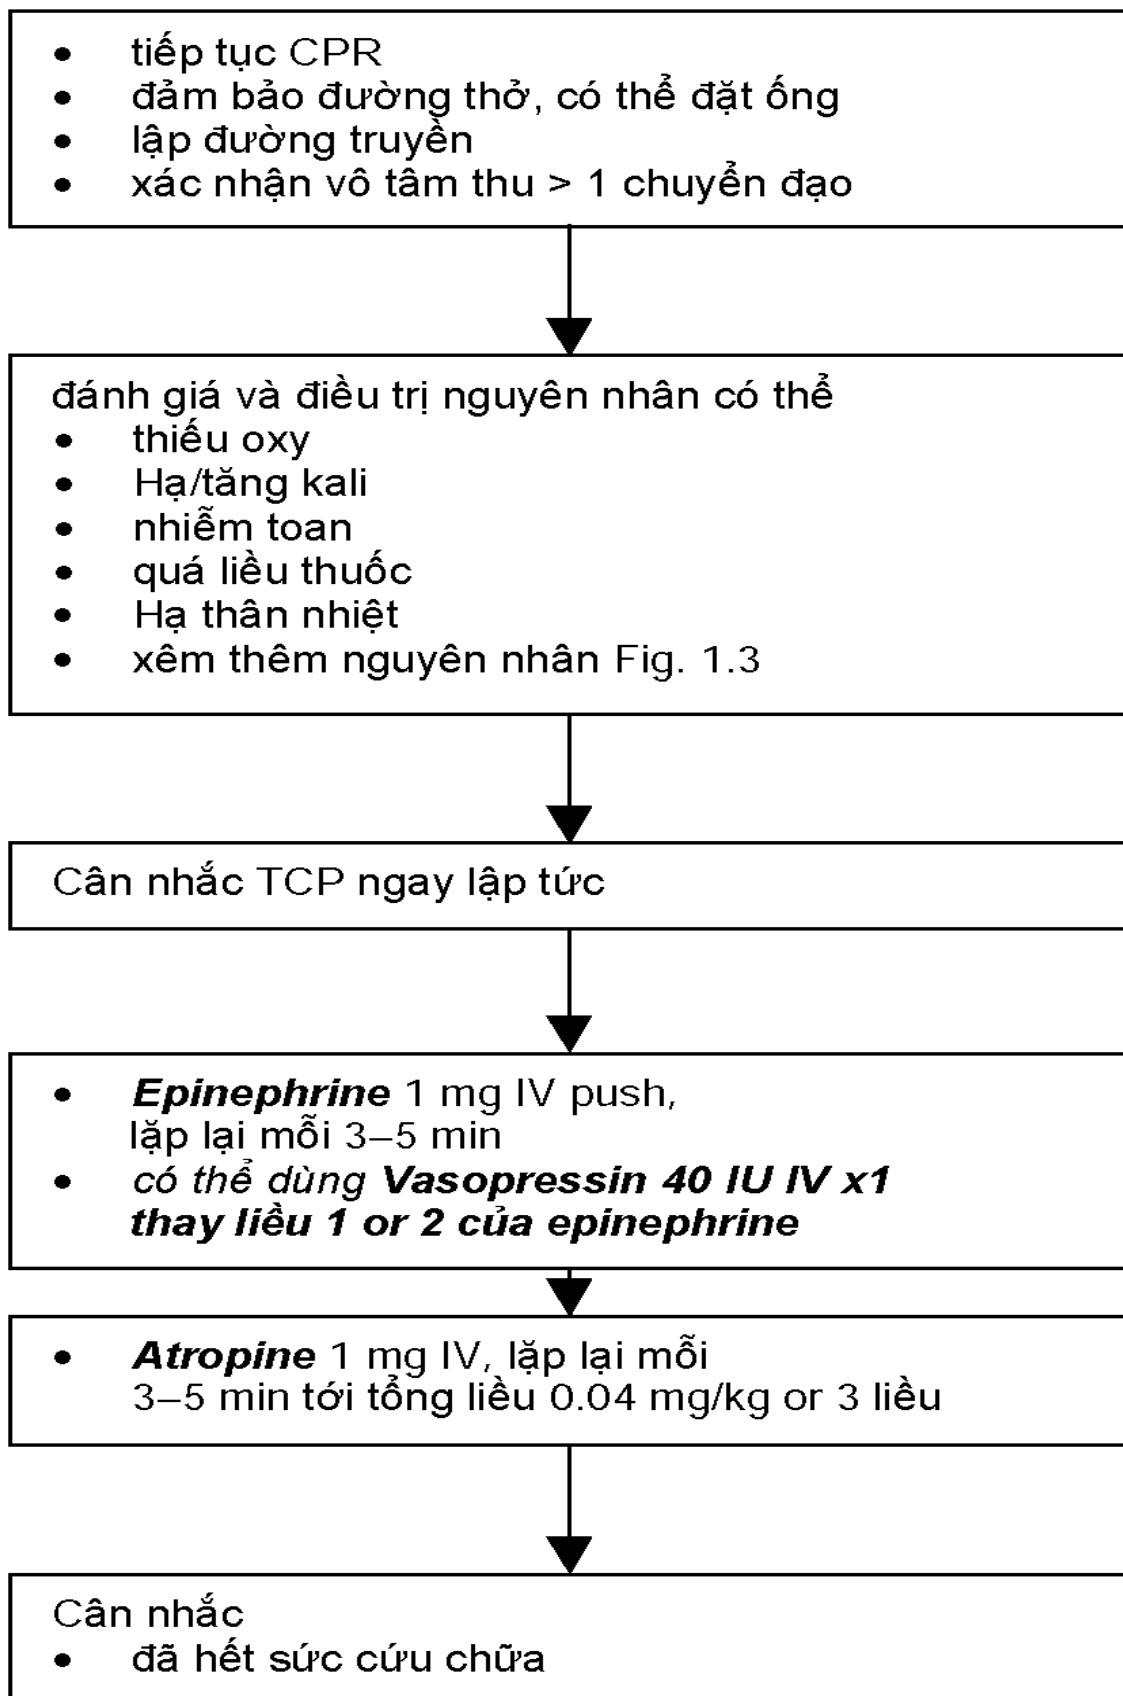 • tiếp tục CPR
• đảm bảo đường thở, có thể đặt ống
• lập đường truyền
• xác nhận vô tâm thu > 1 chuyển đạo
đánh giá và điều trị nguyên nhân có thể
• thiếu oxy
• Hạ/tăng kali
• nhiễm toan
• quá liều thuốc
• Hạ thân nhiệt
• xêm thêm nguyên nhân Fig. 1.3
Cân nhắc TCP ngay lập tức
• Epinephrine 1 mg IV push,
lặp lại mỗi 3–5 min
• có thể dùng Vasopressin 40 IU IV x1
thay liều 1 or 2 của epinephrine
• Atropine 1 mg IV, lặp lại mỗi
3–5 min tới tổng liều 0.04 mg/kg or 3 liều
Cân nhắc
• đã hết sức cứu chữa